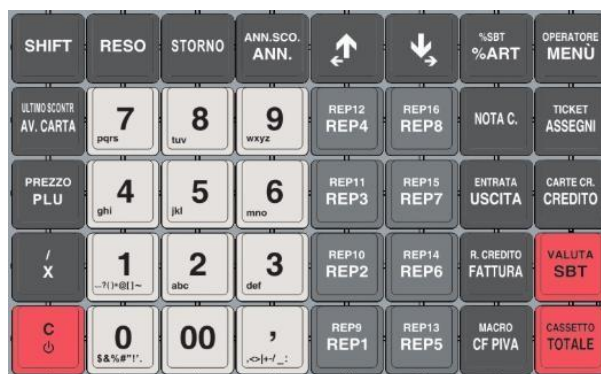 SHIFT
RESO
STORNO
ANN.SCO.
ANN.
%SBT
%ART
OPERATORE
MENÙ
ULTIMO SCONTR
AV. CARTA
7
pqrs
8
tuv
9
wxyz
REP12
REP4
REP16
REP8
NOTA C.
TICKET
ASSEGNI
PREZZO
PLU
4
ghi
5
jkl
6
mno
REP11
REP3
REP15
REP7
ENTRATA
USCITA
CARTE CR.
CREDITO
/
X
1
2
abc
3
def
REP10
REP2
REP14
REP6
R. CREDITO
FATTURA
VALUTA
SBT
C
0
$&%#"!'.
00
,
.<>|+-/_:
REP9
REP1
REP13
REP5
MACRO
CF PIVA
CASSETTO
TOTALE